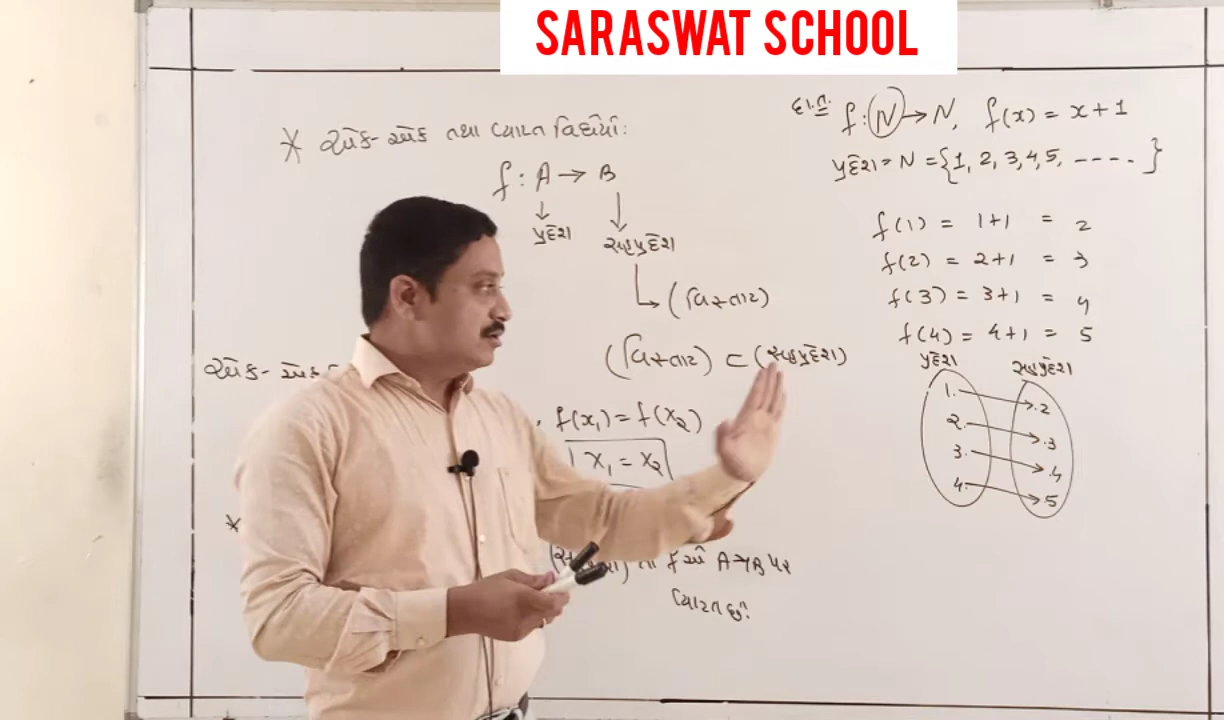 SARASWAT SCHOOL
* એક-એક તથા વ્યાપ્ત વિધેયો:
f : A → B
↓ ↓
પ્રદેશ સહપ્રદેશ
↳ (વિસ્તાર)
(વિસ્તાર) ⊂ (સહપ્રદેશ)
એક-એક
f(x₁) = f(x₂)
x₁ = x₂
*
તો f એ A→B પર
વ્યાપ્ત છે.
દા.ત. f : N → N, f(x) = x+1
પ્રદેશ = N = {1, 2, 3, 4, 5, ----- }
f(1) = 1+1 = 2
f(2) = 2+1 = 3
f(3) = 3+1 = 4
f(4) = 4+1 = 5
પ્રદેશ સહપ્રદેશ
1. → .2
2. → .3
3. → .4
4. → .5